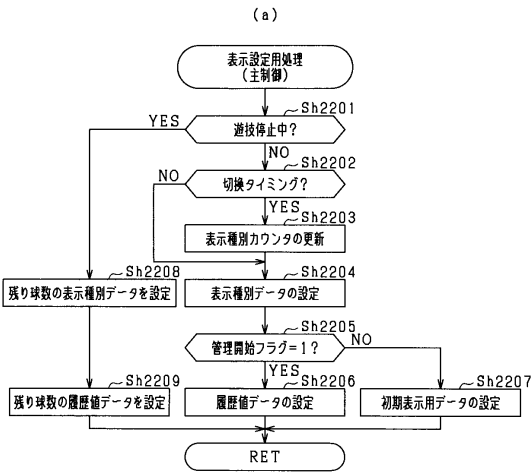 (a)
表示設定用処理
(主制御)
Sh2201
遊技停止中?
YES
NO
Sh2202
切換タイミング?
NO
YES
Sh2203
表示種別カウンタの更新
Sh2208
残り球数の表示種別データを設定
Sh2204
表示種別データの設定
Sh2205
管理開始フラグ=1?
NO
YES
Sh2209
残り球数の履歴値データを設定
Sh2206
履歴値データの設定
Sh2207
初期表示用データの設定
RET